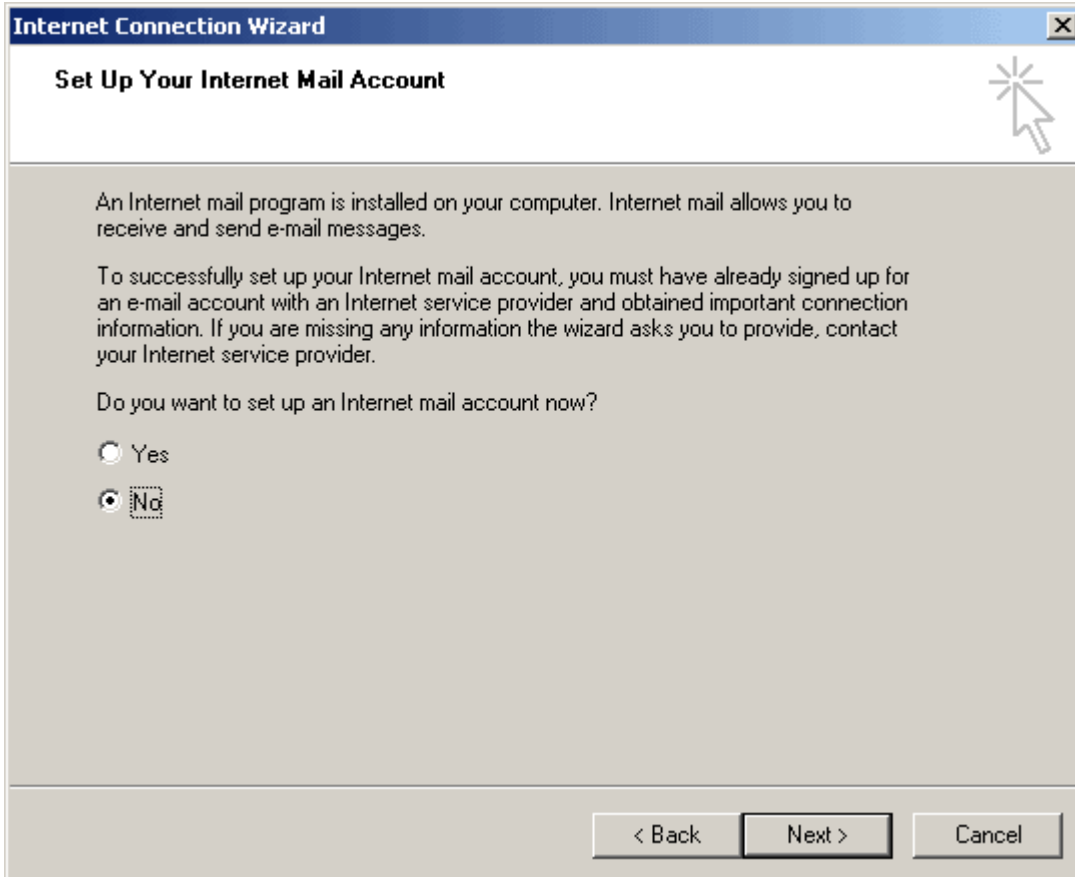 Internet Connection Wizard
Set Up Your Internet Mail Account
An Internet mail program is installed on your computer. Internet mail allows you to
receive and send e-mail messages.
To successfully set up your Internet mail account, you must have already signed up for
an e-mail account with an Internet service provider and obtained important connection
information. If you are missing any information the wizard asks you to provide, contact
your Internet service provider.
Do you want to set up an Internet mail account now?
Yes
No
< Back Next > Cancel